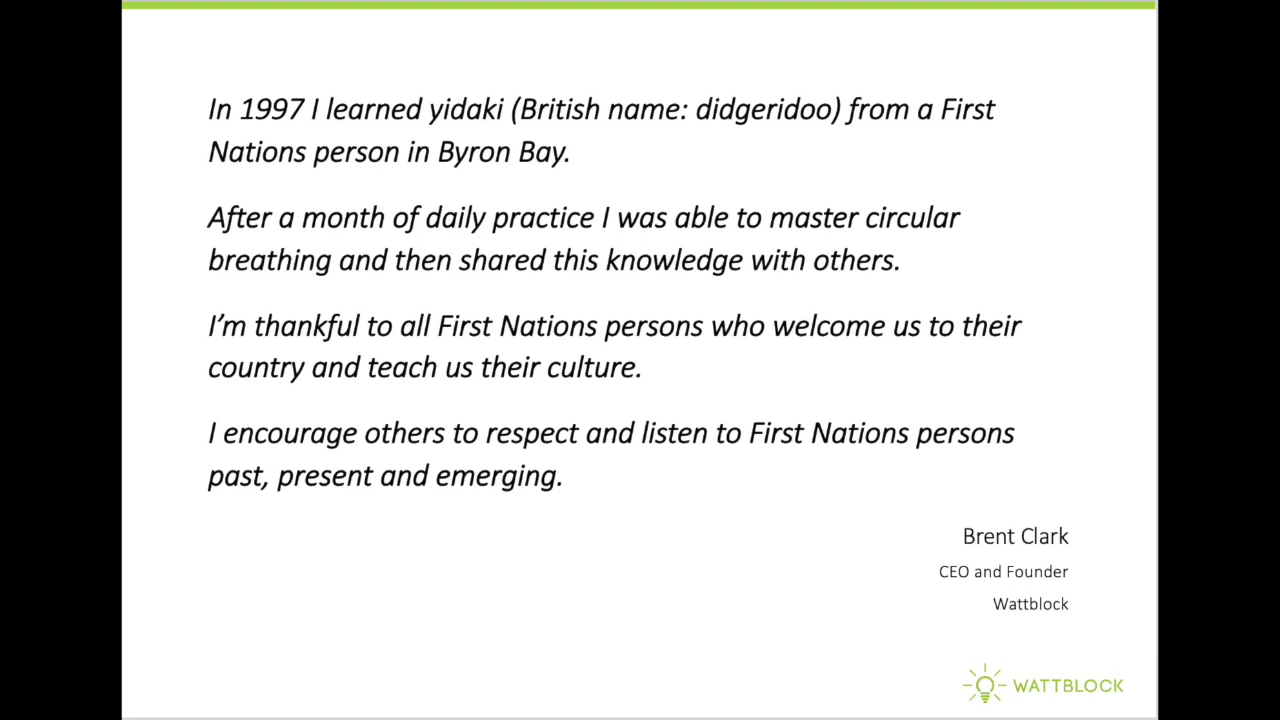 In 1997 I learned yidaki (British name: didgeridoo) from a First
Nations person in Byron Bay.
After a month of daily practice I was able to master circular
breathing and then shared this knowledge with others.
I’m thankful to all First Nations persons who welcome us to their
country and teach us their culture.
I encourage others to respect and listen to First Nations persons
past, present and emerging.
Brent Clark
CEO and Founder
Wattblock
WATTBLOCK